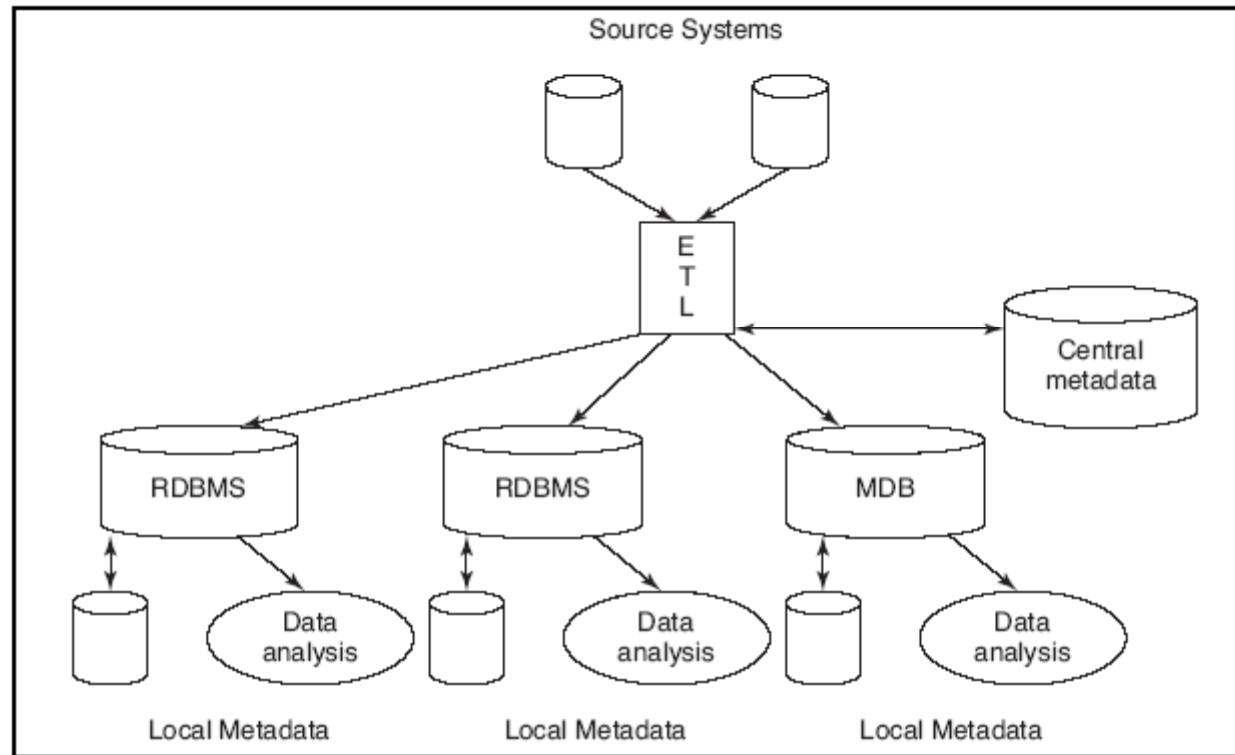 Source Systems
E
T
L
Central
metadata
RDBMS
RDBMS
MDB
Data
analysis
Data
analysis
Data
analysis
Local Metadata
Local Metadata
Local Metadata